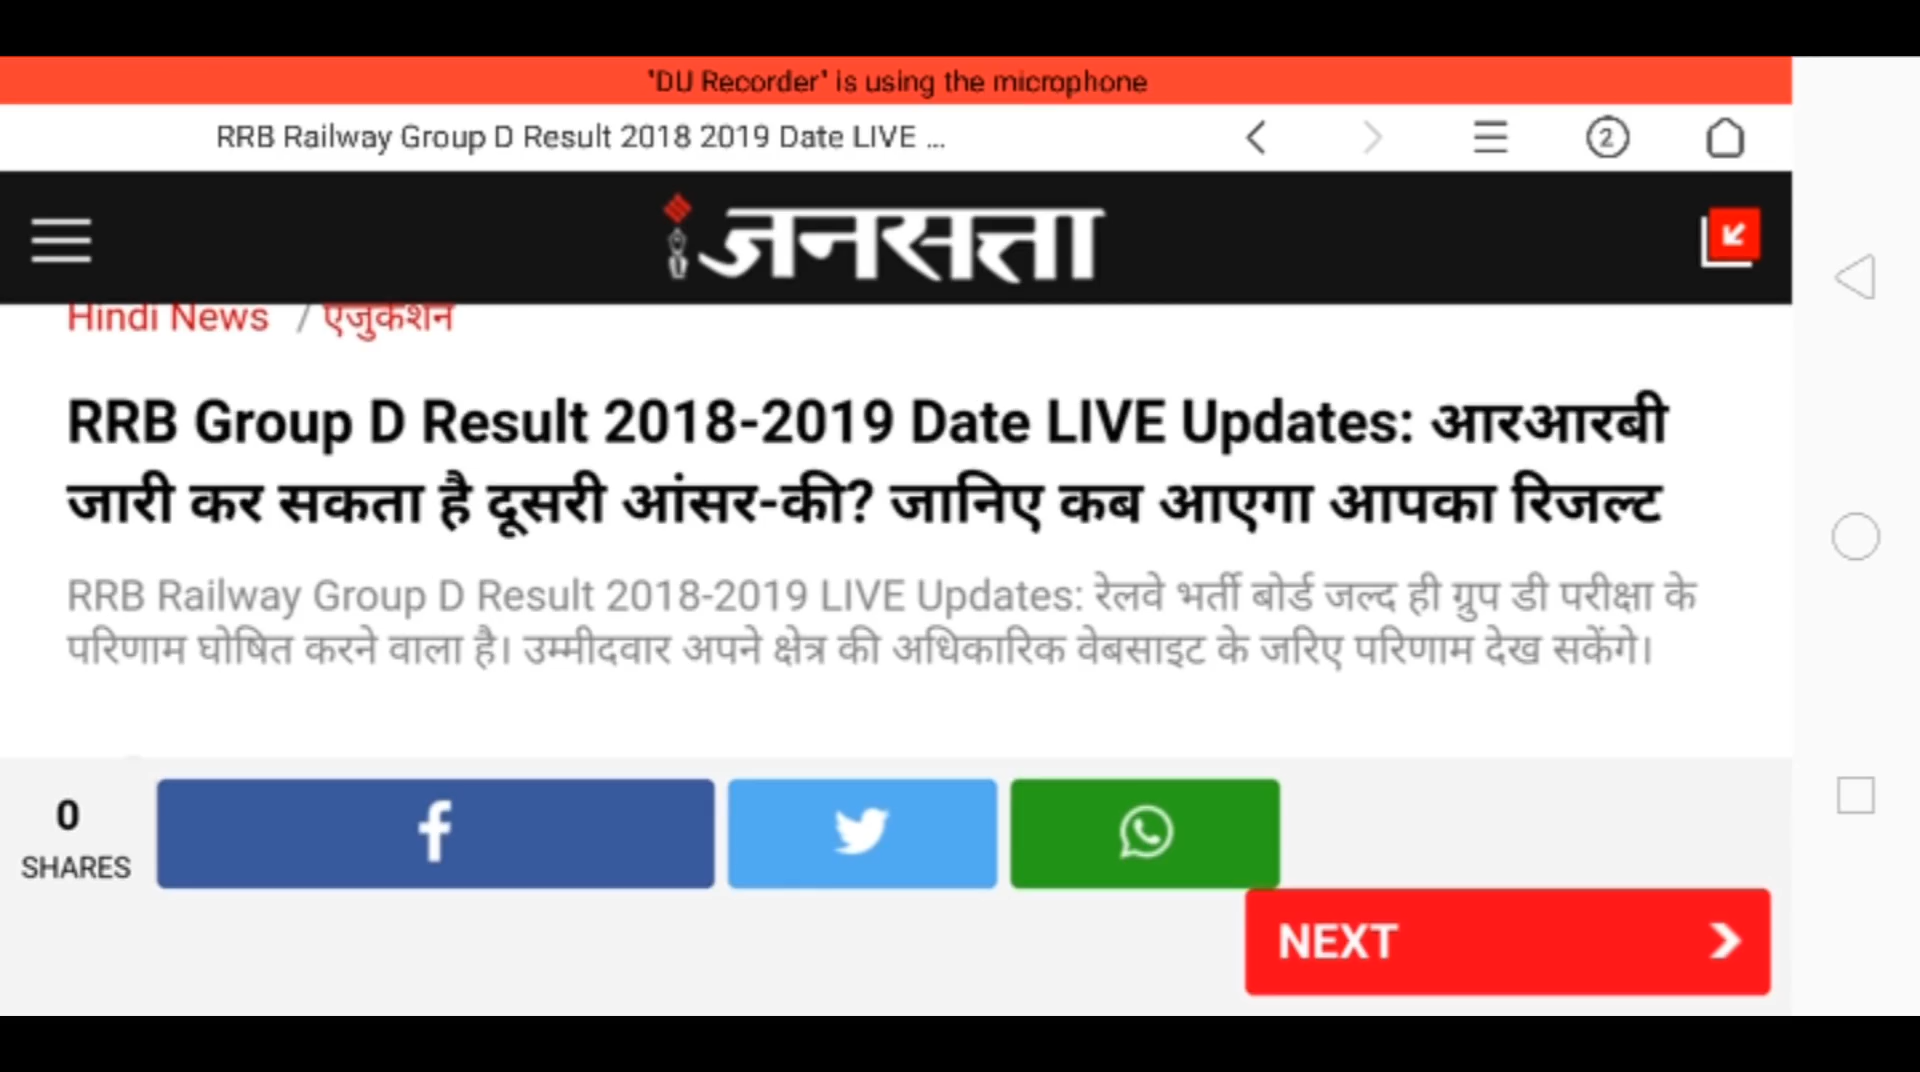 'DU Recorder' is using the microphone
RRB Railway Group D Result 2018 2019 Date LIVE ...
2
जनसत्ता
Hindi News / एजुकेशन
RRB Group D Result 2018-2019 Date LIVE Updates: आरआरबी
जारी कर सकता है दूसरी आंसर-की? जानिए कब आएगा आपका रिजल्ट
RRB Railway Group D Result 2018-2019 LIVE Updates: रेलवे भर्ती बोर्ड जल्द ही ग्रुप डी परीक्षा के
परिणाम घोषित करने वाला है। उम्मीदवार अपने क्षेत्र की अधिकारिक वेबसाइट के जरिए परिणाम देख सकेंगे।
0
SHARES
NEXT